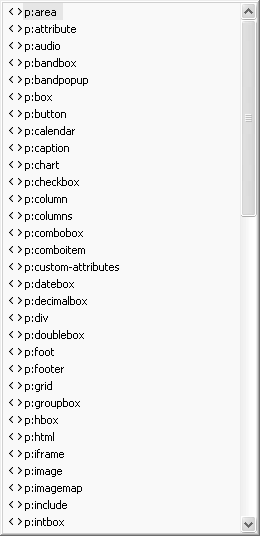 <> p:area
<> p:attribute
<> p:audio
<> p:bandbox
<> p:bandpopup
<> p:box
<> p:button
<> p:calendar
<> p:caption
<> p:chart
<> p:checkbox
<> p:column
<> p:columns
<> p:combobox
<> p:comboitem
<> p:custom-attributes
<> p:datebox
<> p:decimalbox
<> p:div
<> p:doublebox
<> p:foot
<> p:footer
<> p:grid
<> p:groupbox
<> p:hbox
<> p:html
<> p:iframe
<> p:image
<> p:imagemap
<> p:include
<> p:intbox